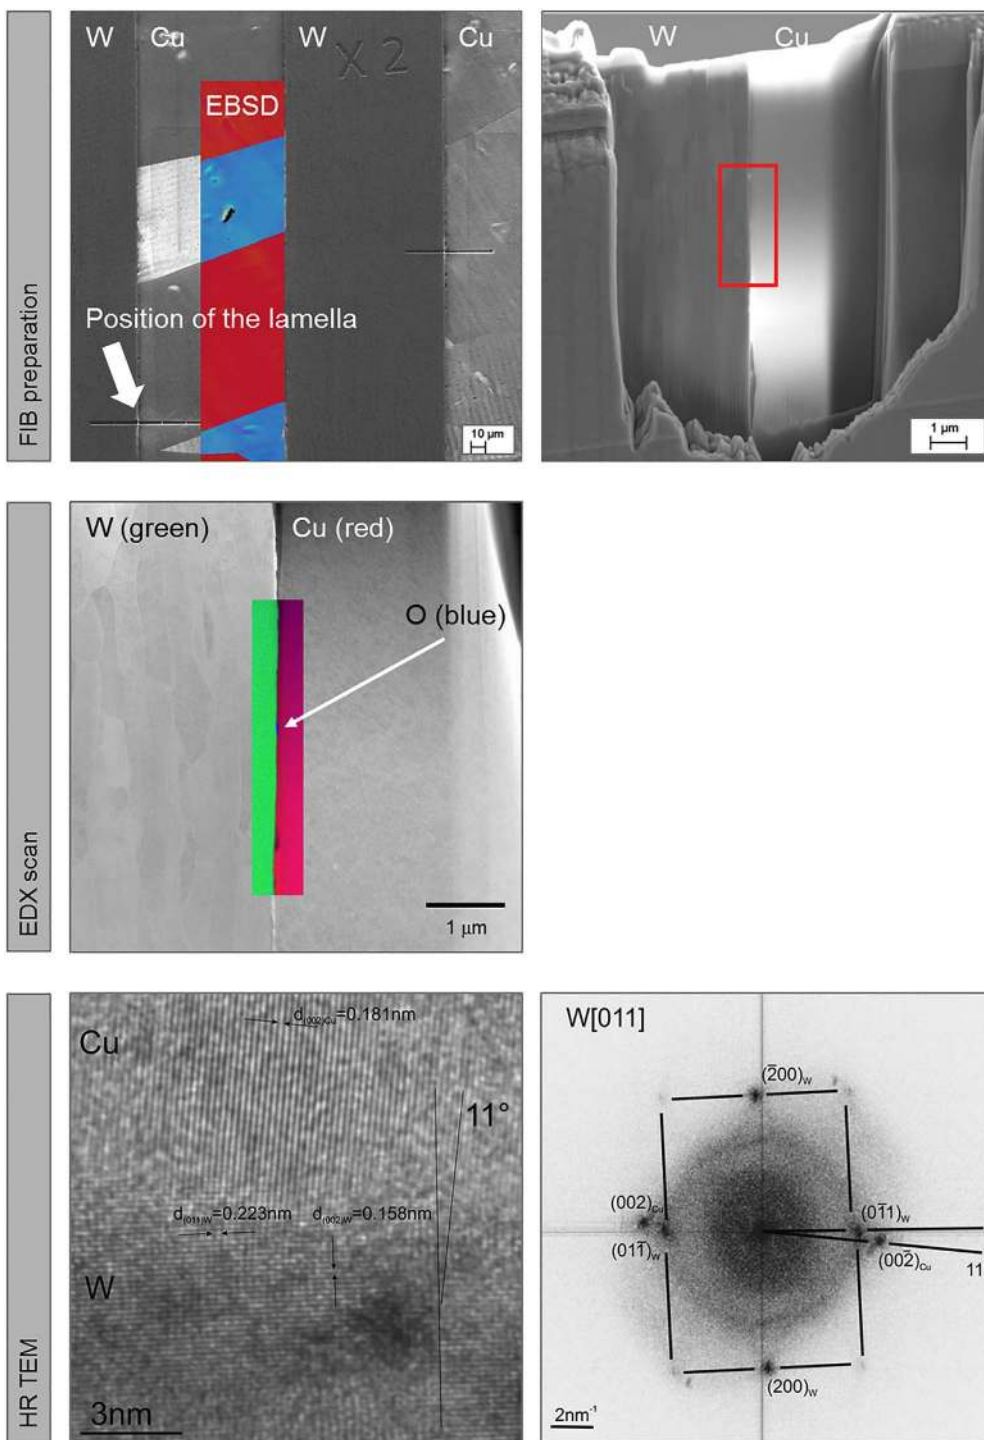 FIB preparation
W Cu W Cu
X 2
EBSD
Position of the lamella
10 µm
W Cu
1 µm
EDX scan
W (green) Cu (red)
O (blue)
1 µm
HR TEM
Cu
d(002)Cu=0.181nm
11°
d(011)W=0.223nm d(002)W=0.158nm
W
3nm
W[011]
(2̅00)W
(002)Cu
(011̅)W
(01̅1)W
(002̅)Cu
11
(200)W
2nm⁻¹